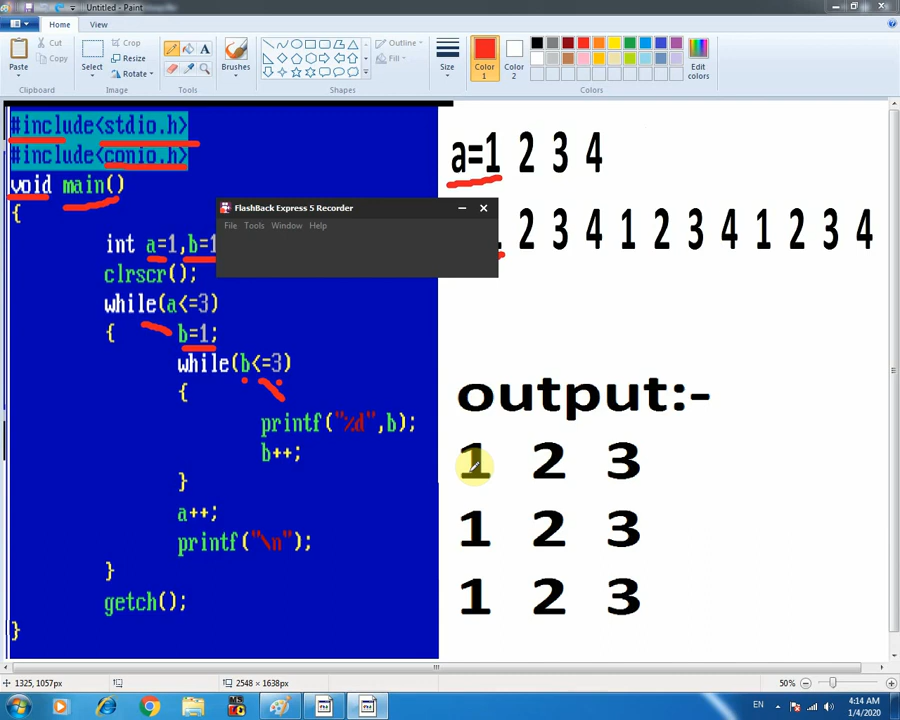 Untitled - Paint
Home View
Cut
Copy
Paste
Clipboard
Select
Crop
Resize
Rotate
Image
Tools
Brushes
Outline
Fill
Shapes
Size
Color 1
Color 2
Edit colors
Colors
#include<stdio.h>
#include<conio.h>
void main()
{
int a=1,b=1
clrscr();
while(a<=3)
{ b=1;
while(b<=3)
{
printf("%d",b);
b++;
}
a++;
printf("\n");
}
getch();
}
FlashBack Express 5 Recorder
File Tools Window Help
a=1 2 3 4
2 3 4 1 2 3 4 1 2 3 4
output:-
1 2 3
1 2 3
1 2 3
1325, 1057px
2548 × 1638px
50%
EN
4:14 AM
1/4/2020